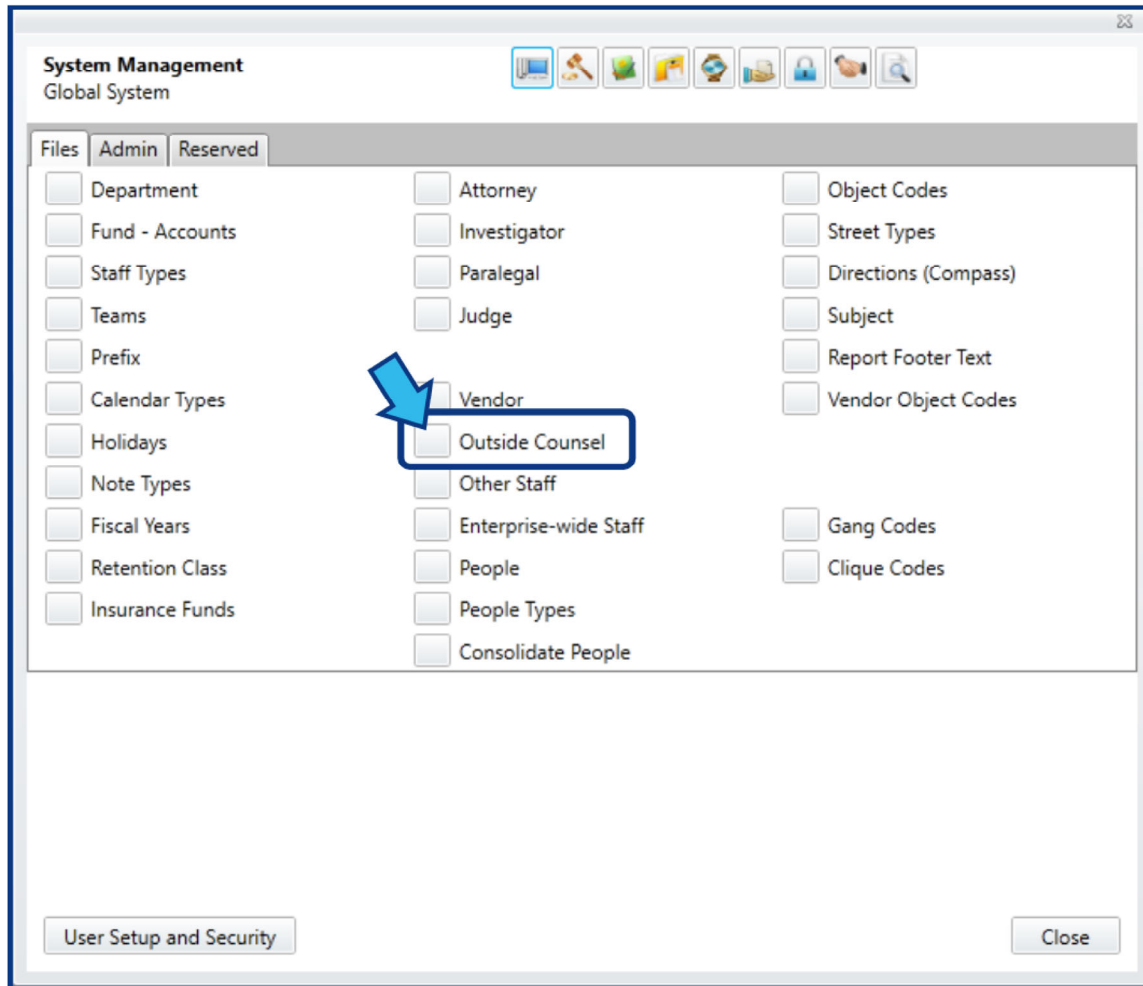 System Management
Global System
Files Admin Reserved
Department Attorney Object Codes
Fund - Accounts Investigator Street Types
Staff Types Paralegal Directions (Compass)
Teams Judge Subject
Prefix Report Footer Text
Calendar Types Vendor Vendor Object Codes
Holidays Outside Counsel
Note Types Other Staff
Fiscal Years Enterprise-wide Staff Gang Codes
Retention Class People Clique Codes
Insurance Funds People Types
Consolidate People
User Setup and Security Close